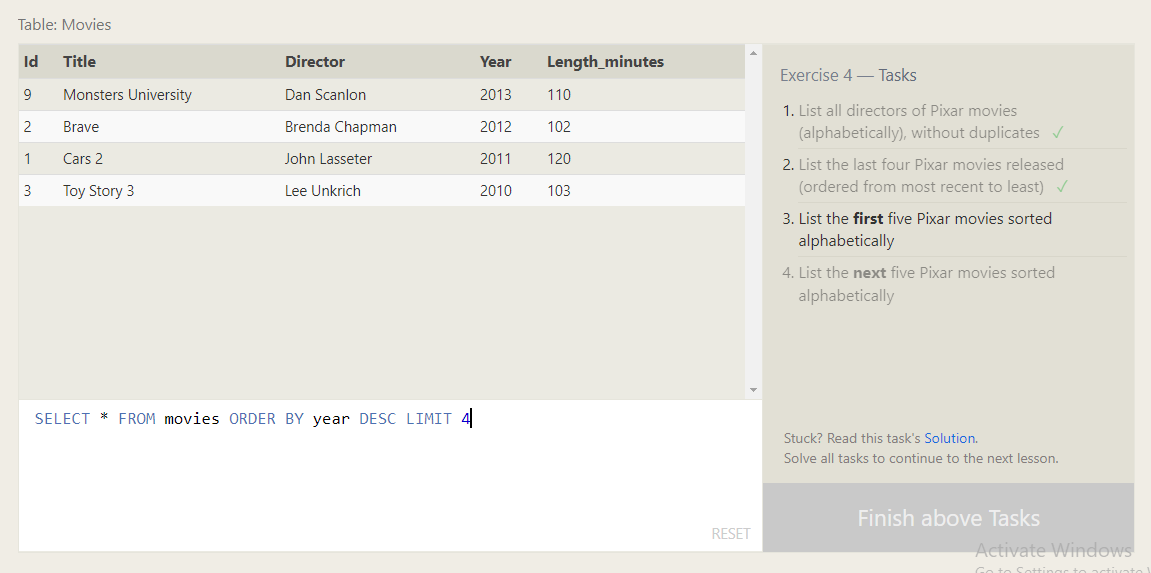 Table: Movies
Id Title Director Year Length_minutes
9 Monsters University Dan Scanlon 2013 110
2 Brave Brenda Chapman 2012 102
1 Cars 2 John Lasseter 2011 120
3 Toy Story 3 Lee Unkrich 2010 103
SELECT * FROM movies ORDER BY year DESC LIMIT 4
RESET
Exercise 4 — Tasks
1. List all directors of Pixar movies
(alphabetically), without duplicates ✓
2. List the last four Pixar movies released
(ordered from most recent to least) ✓
3. List the first five Pixar movies sorted
alphabetically
4. List the next five Pixar movies sorted
alphabetically
Stuck? Read this task's Solution.
Solve all tasks to continue to the next lesson.
Finish above Tasks
Activate Windows
Go to Settings to activate